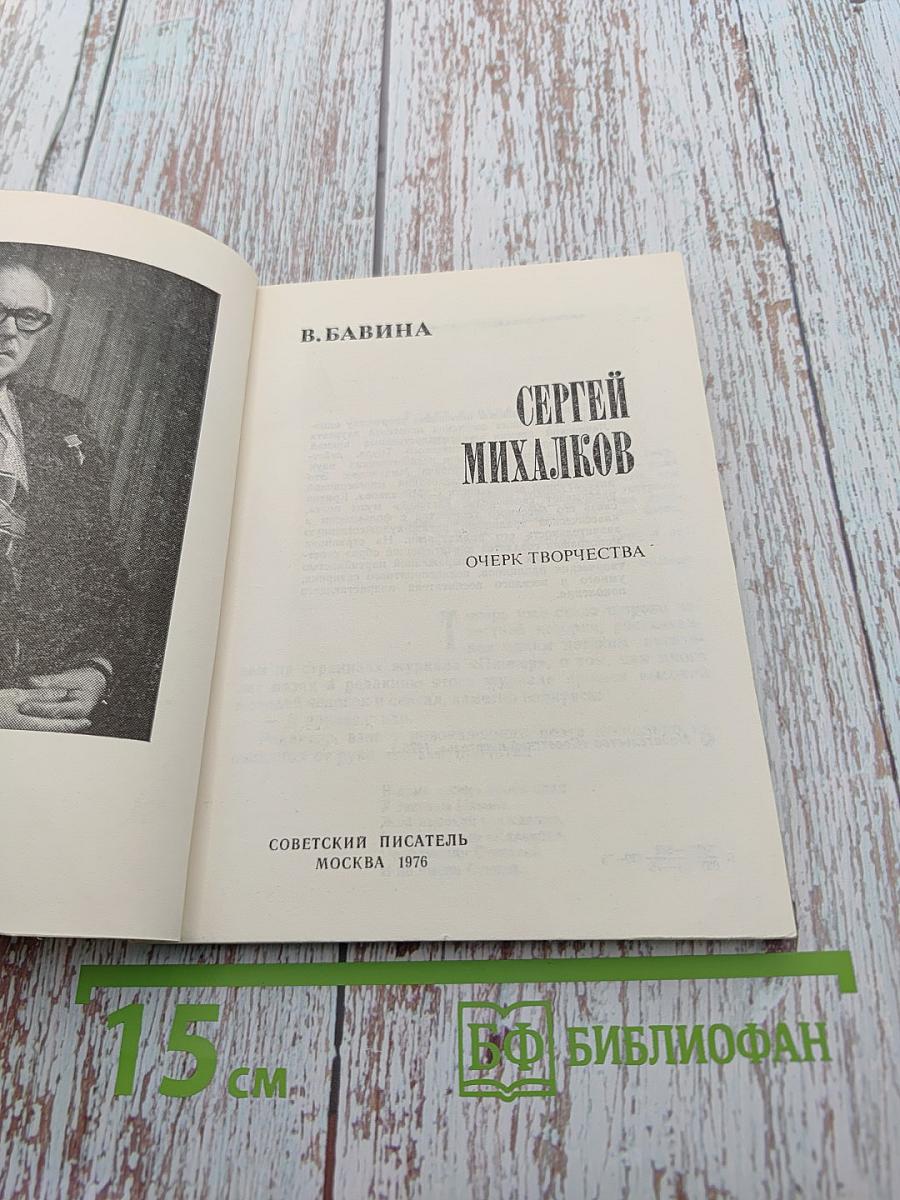 В. БАВИНА
СЕРГЕЙ
МИХАЛКОВ
ОЧЕРК ТВОРЧЕСТВА
СОВЕТСКИЙ ПИСАТЕЛЬ
МОСКВА 1976
15 см
БФ БИБЛИОФАН